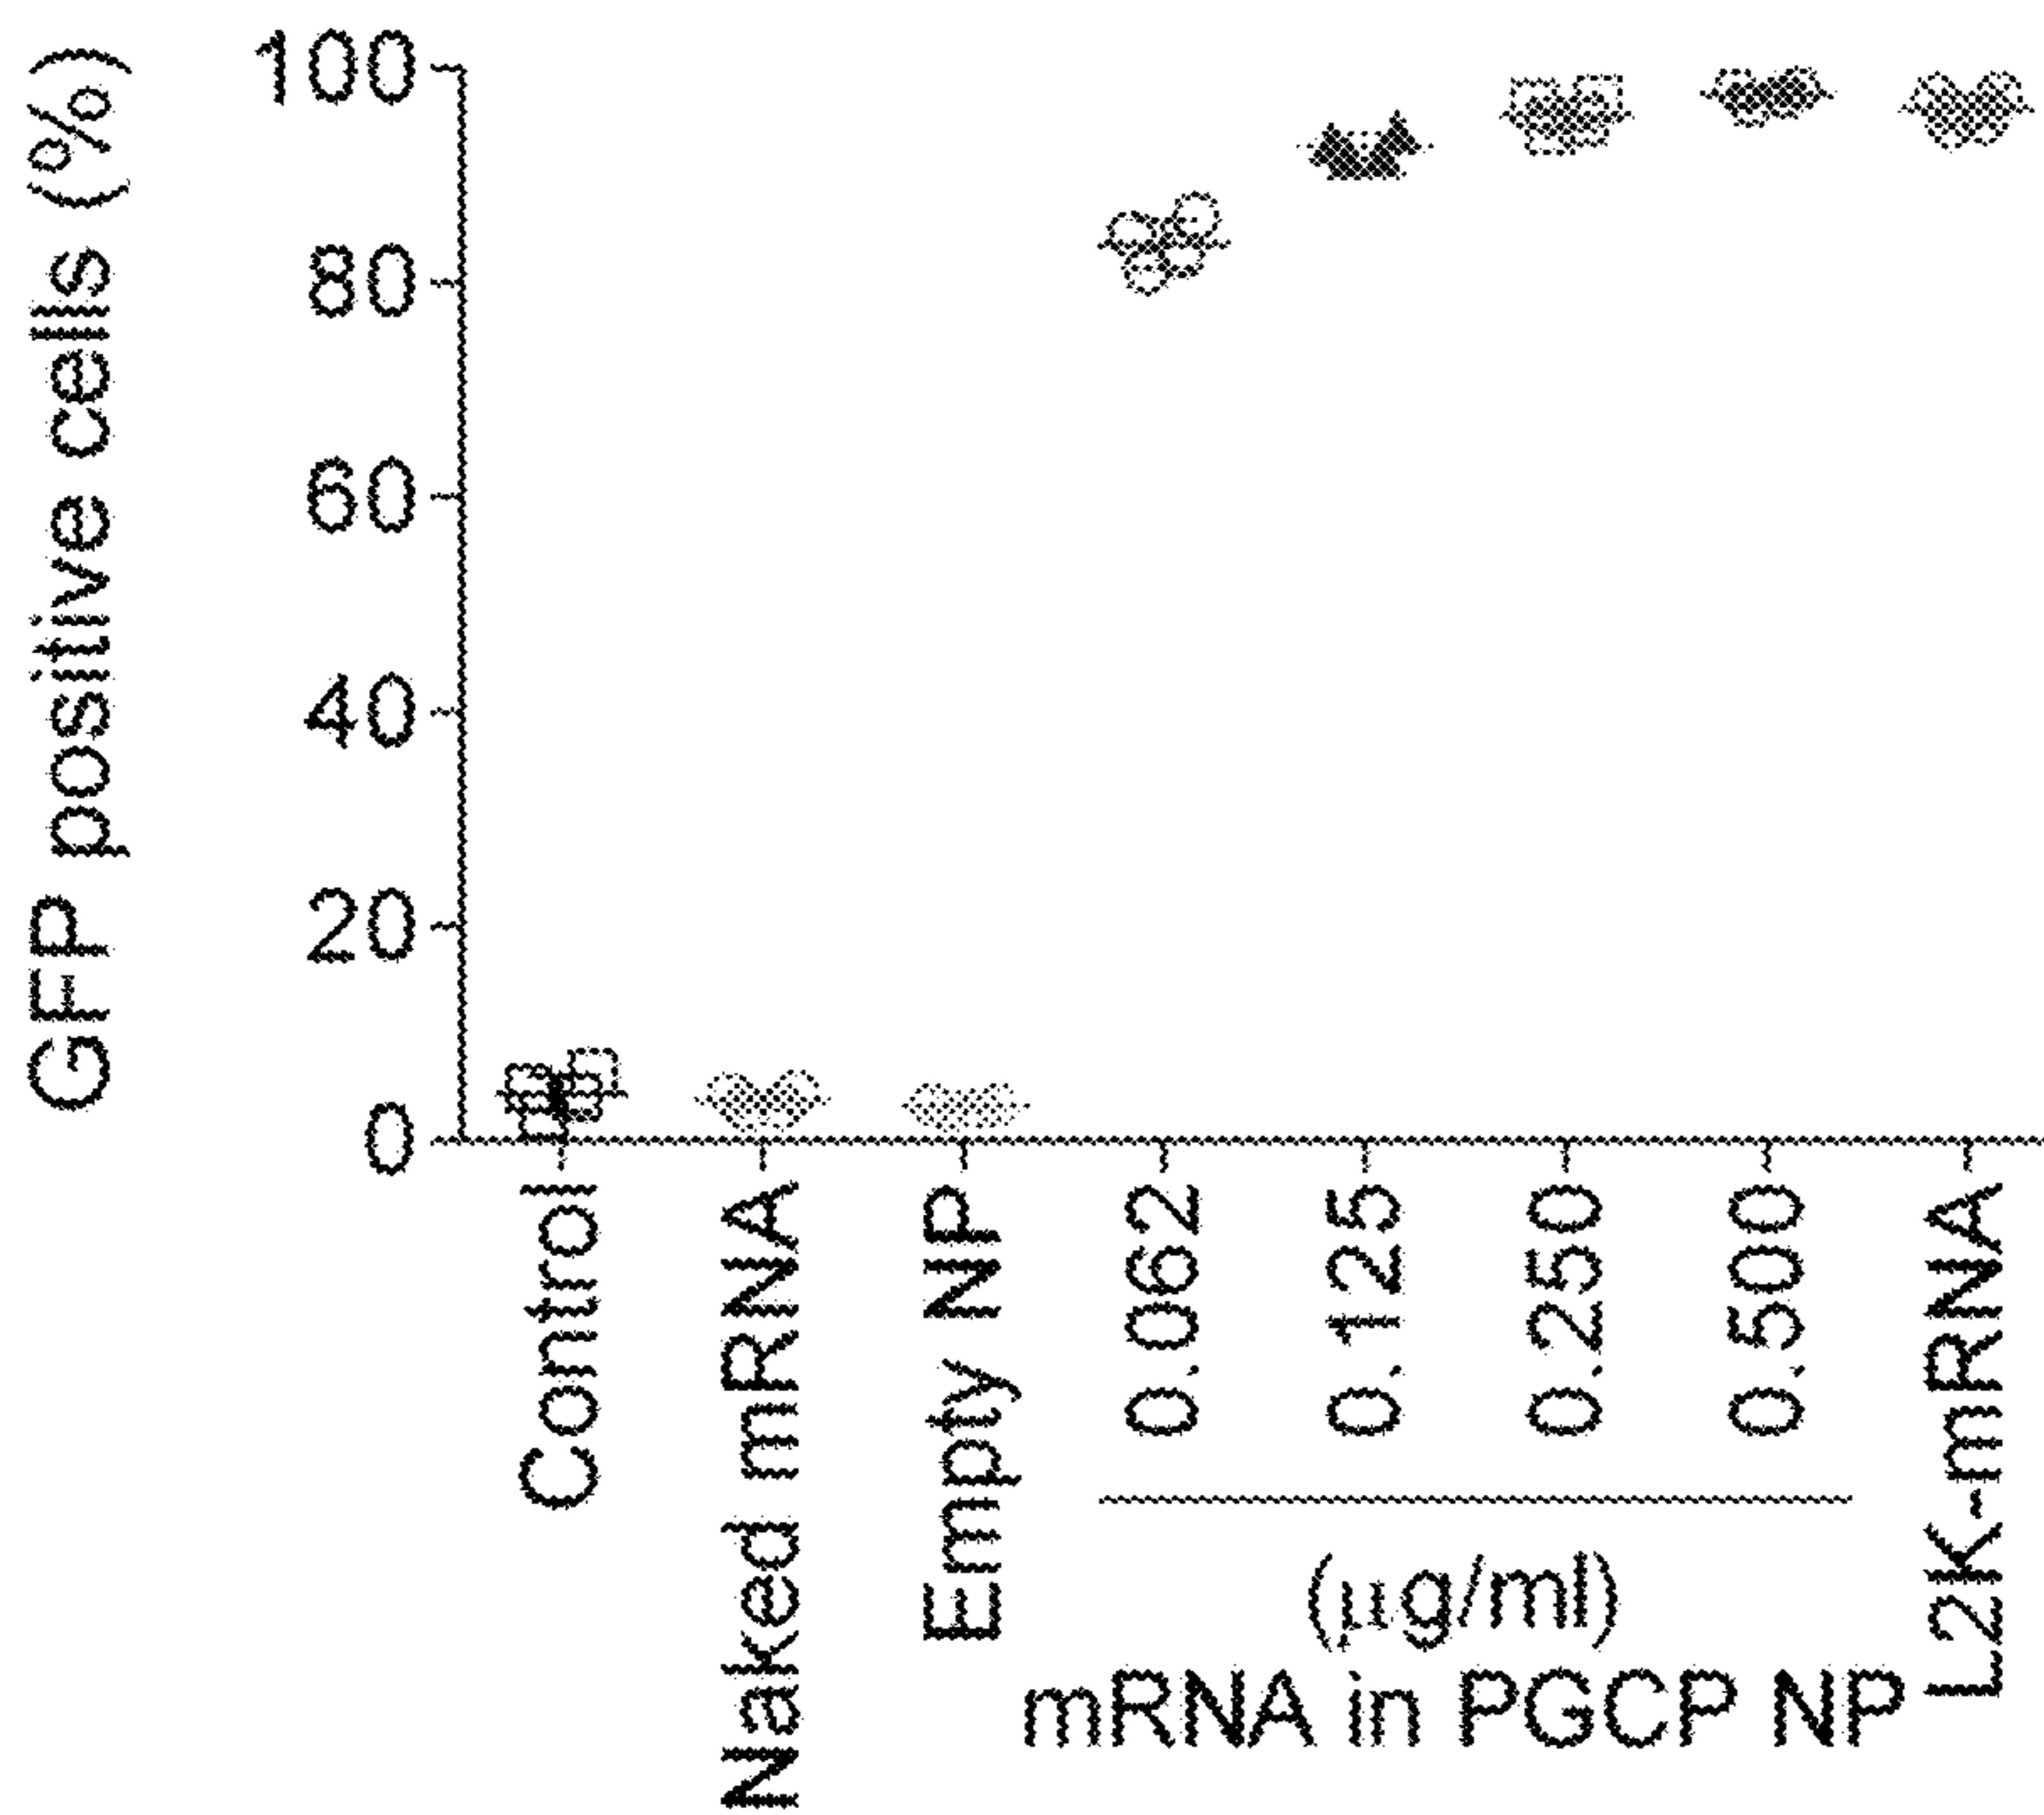 GFP positive cells (%)
100
80
60
40
20
0
Control
Naked mRNA
Empty NP
0.062
0.125
0.250
0.500
L2K-mRNA
(µg/ml)
mRNA in PGCP NP